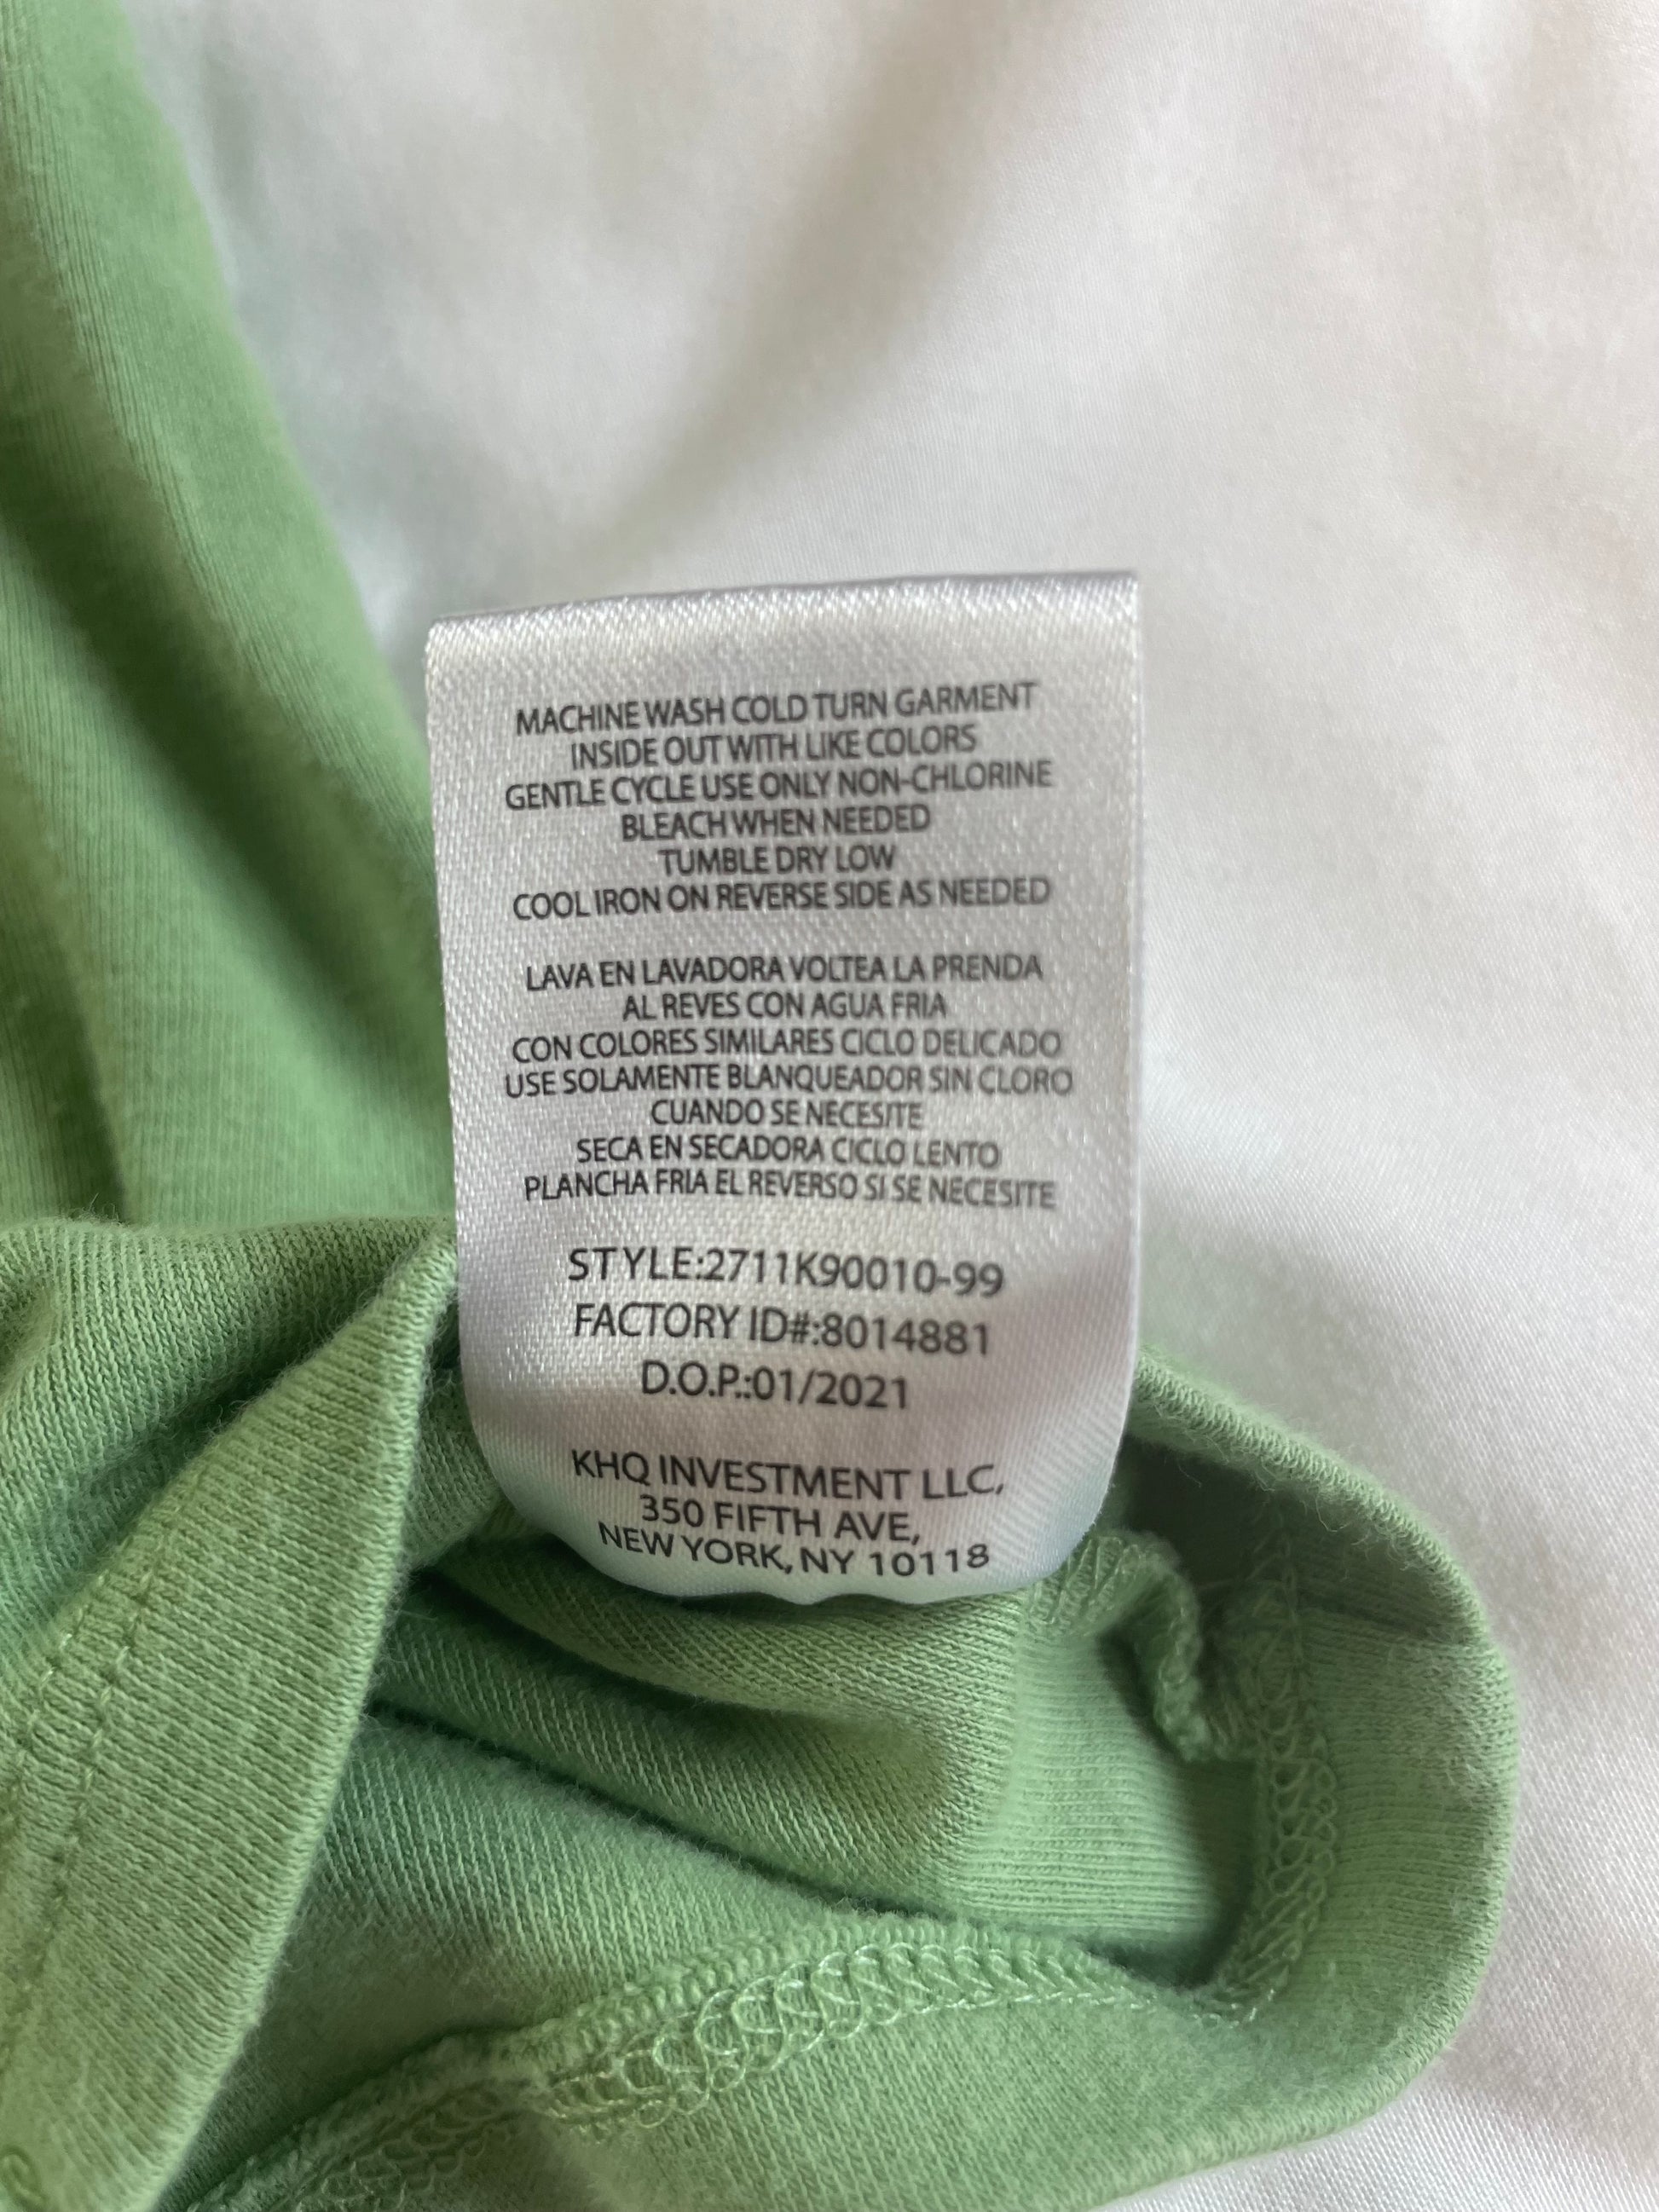 MACHINE WASH COLD TURN GARMENT
INSIDE OUT WITH LIKE COLORS
GENTLE CYCLE USE ONLY NON-CHLORINE
BLEACH WHEN NEEDED
TUMBLE DRY LOW
COOL IRON ON REVERSE SIDE AS NEEDED
LAVA EN LAVADORA VOLTEA LA PRENDA
AL REVES CON AGUA FRIA
CON COLORES SIMILARES CICLO DELICADO
USE SOLAMENTE BLANQUEADOR SIN CLORO
CUANDO SE NECESITE
SECA EN SECADORA CICLO LENTO
PLANCHA FRIA EL REVERSO SI SE NECESITE
STYLE:2711K90010-99
FACTORY ID#:8014881
D.O.P.:01/2021
KHQ INVESTMENT LLC,
350 FIFTH AVE,
NEW YORK, NY 10118